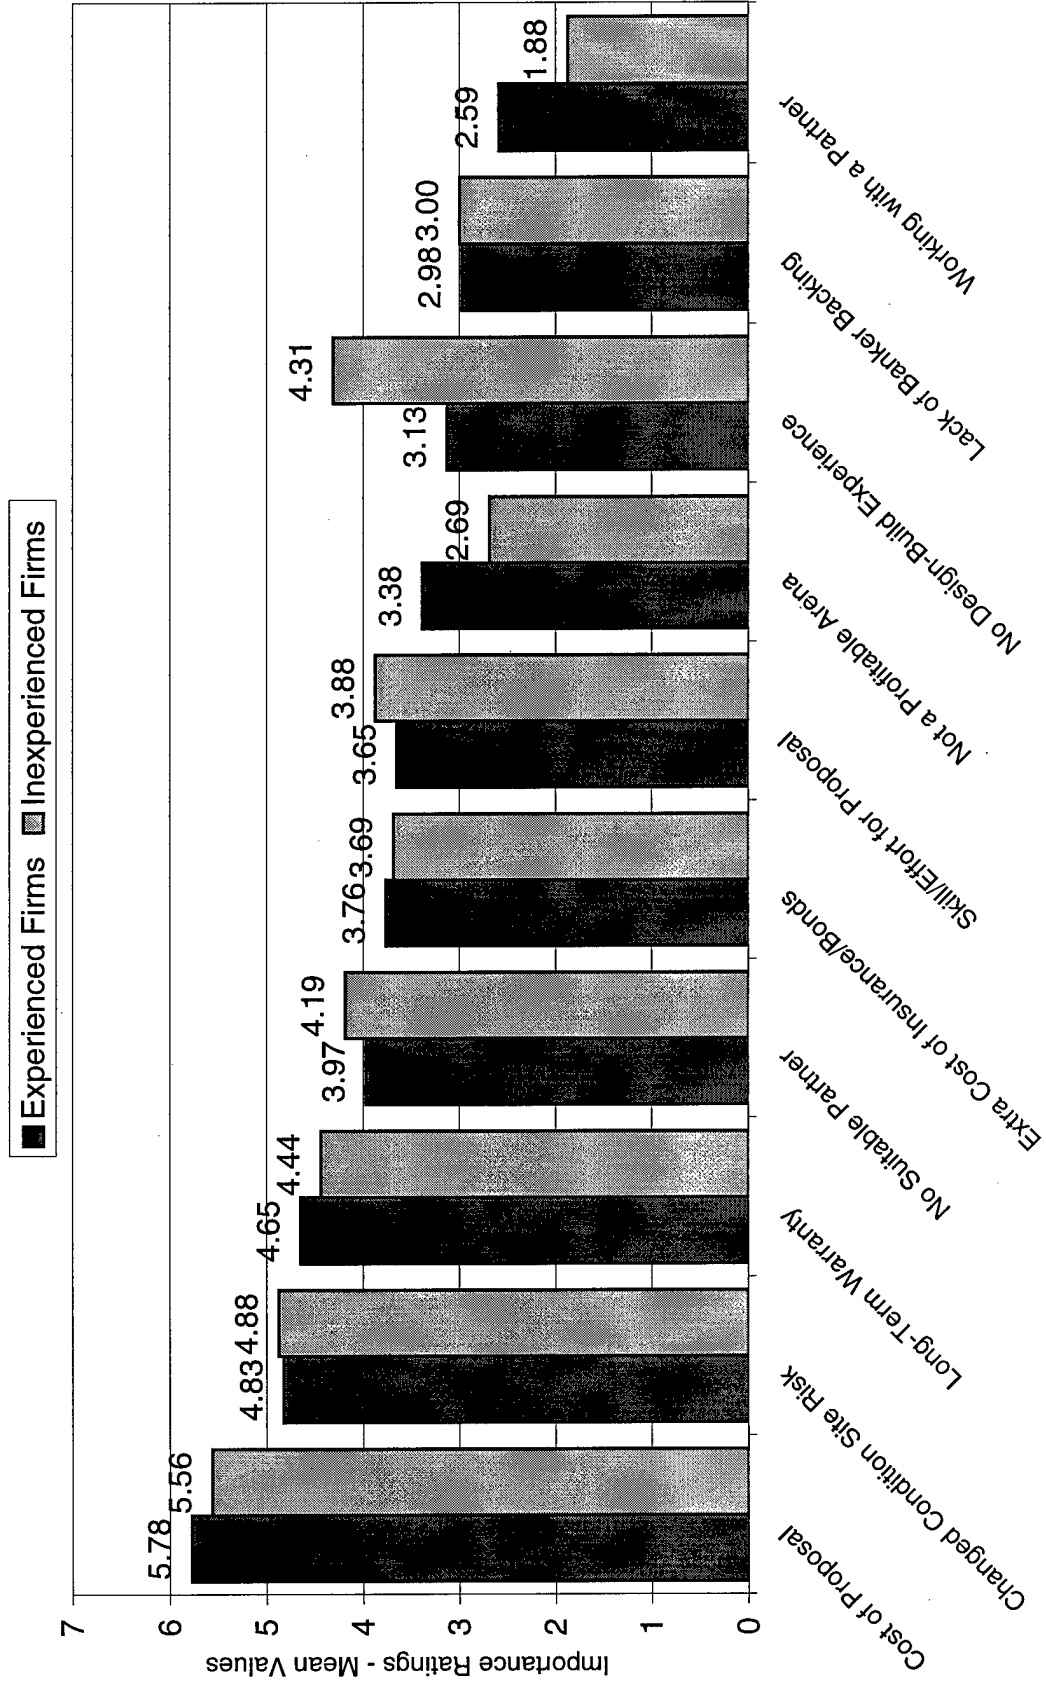 Experienced Firms Inexperienced Firms
Importance Ratings - Mean Values
7
6
5
4
3
2
1
0
5.78
5.56
4.83
4.88
4.65
4.44
3.97
4.19
3.76
3.69
3.65
3.88
3.38
2.69
3.13
4.31
2.98
3.00
2.59
1.88
Cost of Proposal
Changed Condition Site Risk
Long-Term Warranty
No Suitable Partner
Extra Cost of Insurance/Bonds
Skill/Effort for Proposal
Not a Profitable Arena
No Design-Build Experience
Lack of Banker Backing
Working with a Partner